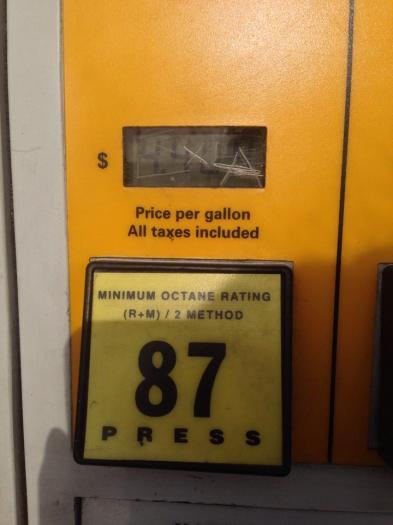 $
Price per gallon
All taxes included
MINIMUM OCTANE RATING
(R+M) / 2 METHOD
87
PRESS